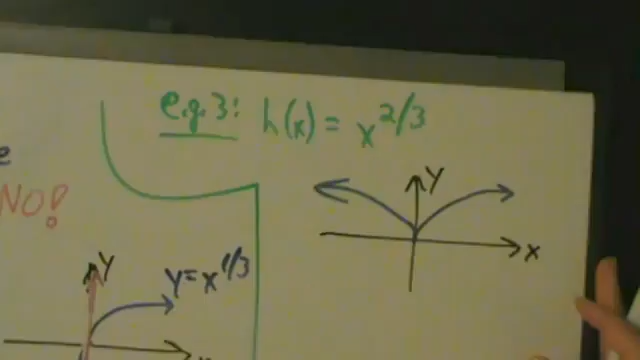 e.g. 3: h(x) = x^2/3
e
NO!
Y
x
Y
y = x^1/3